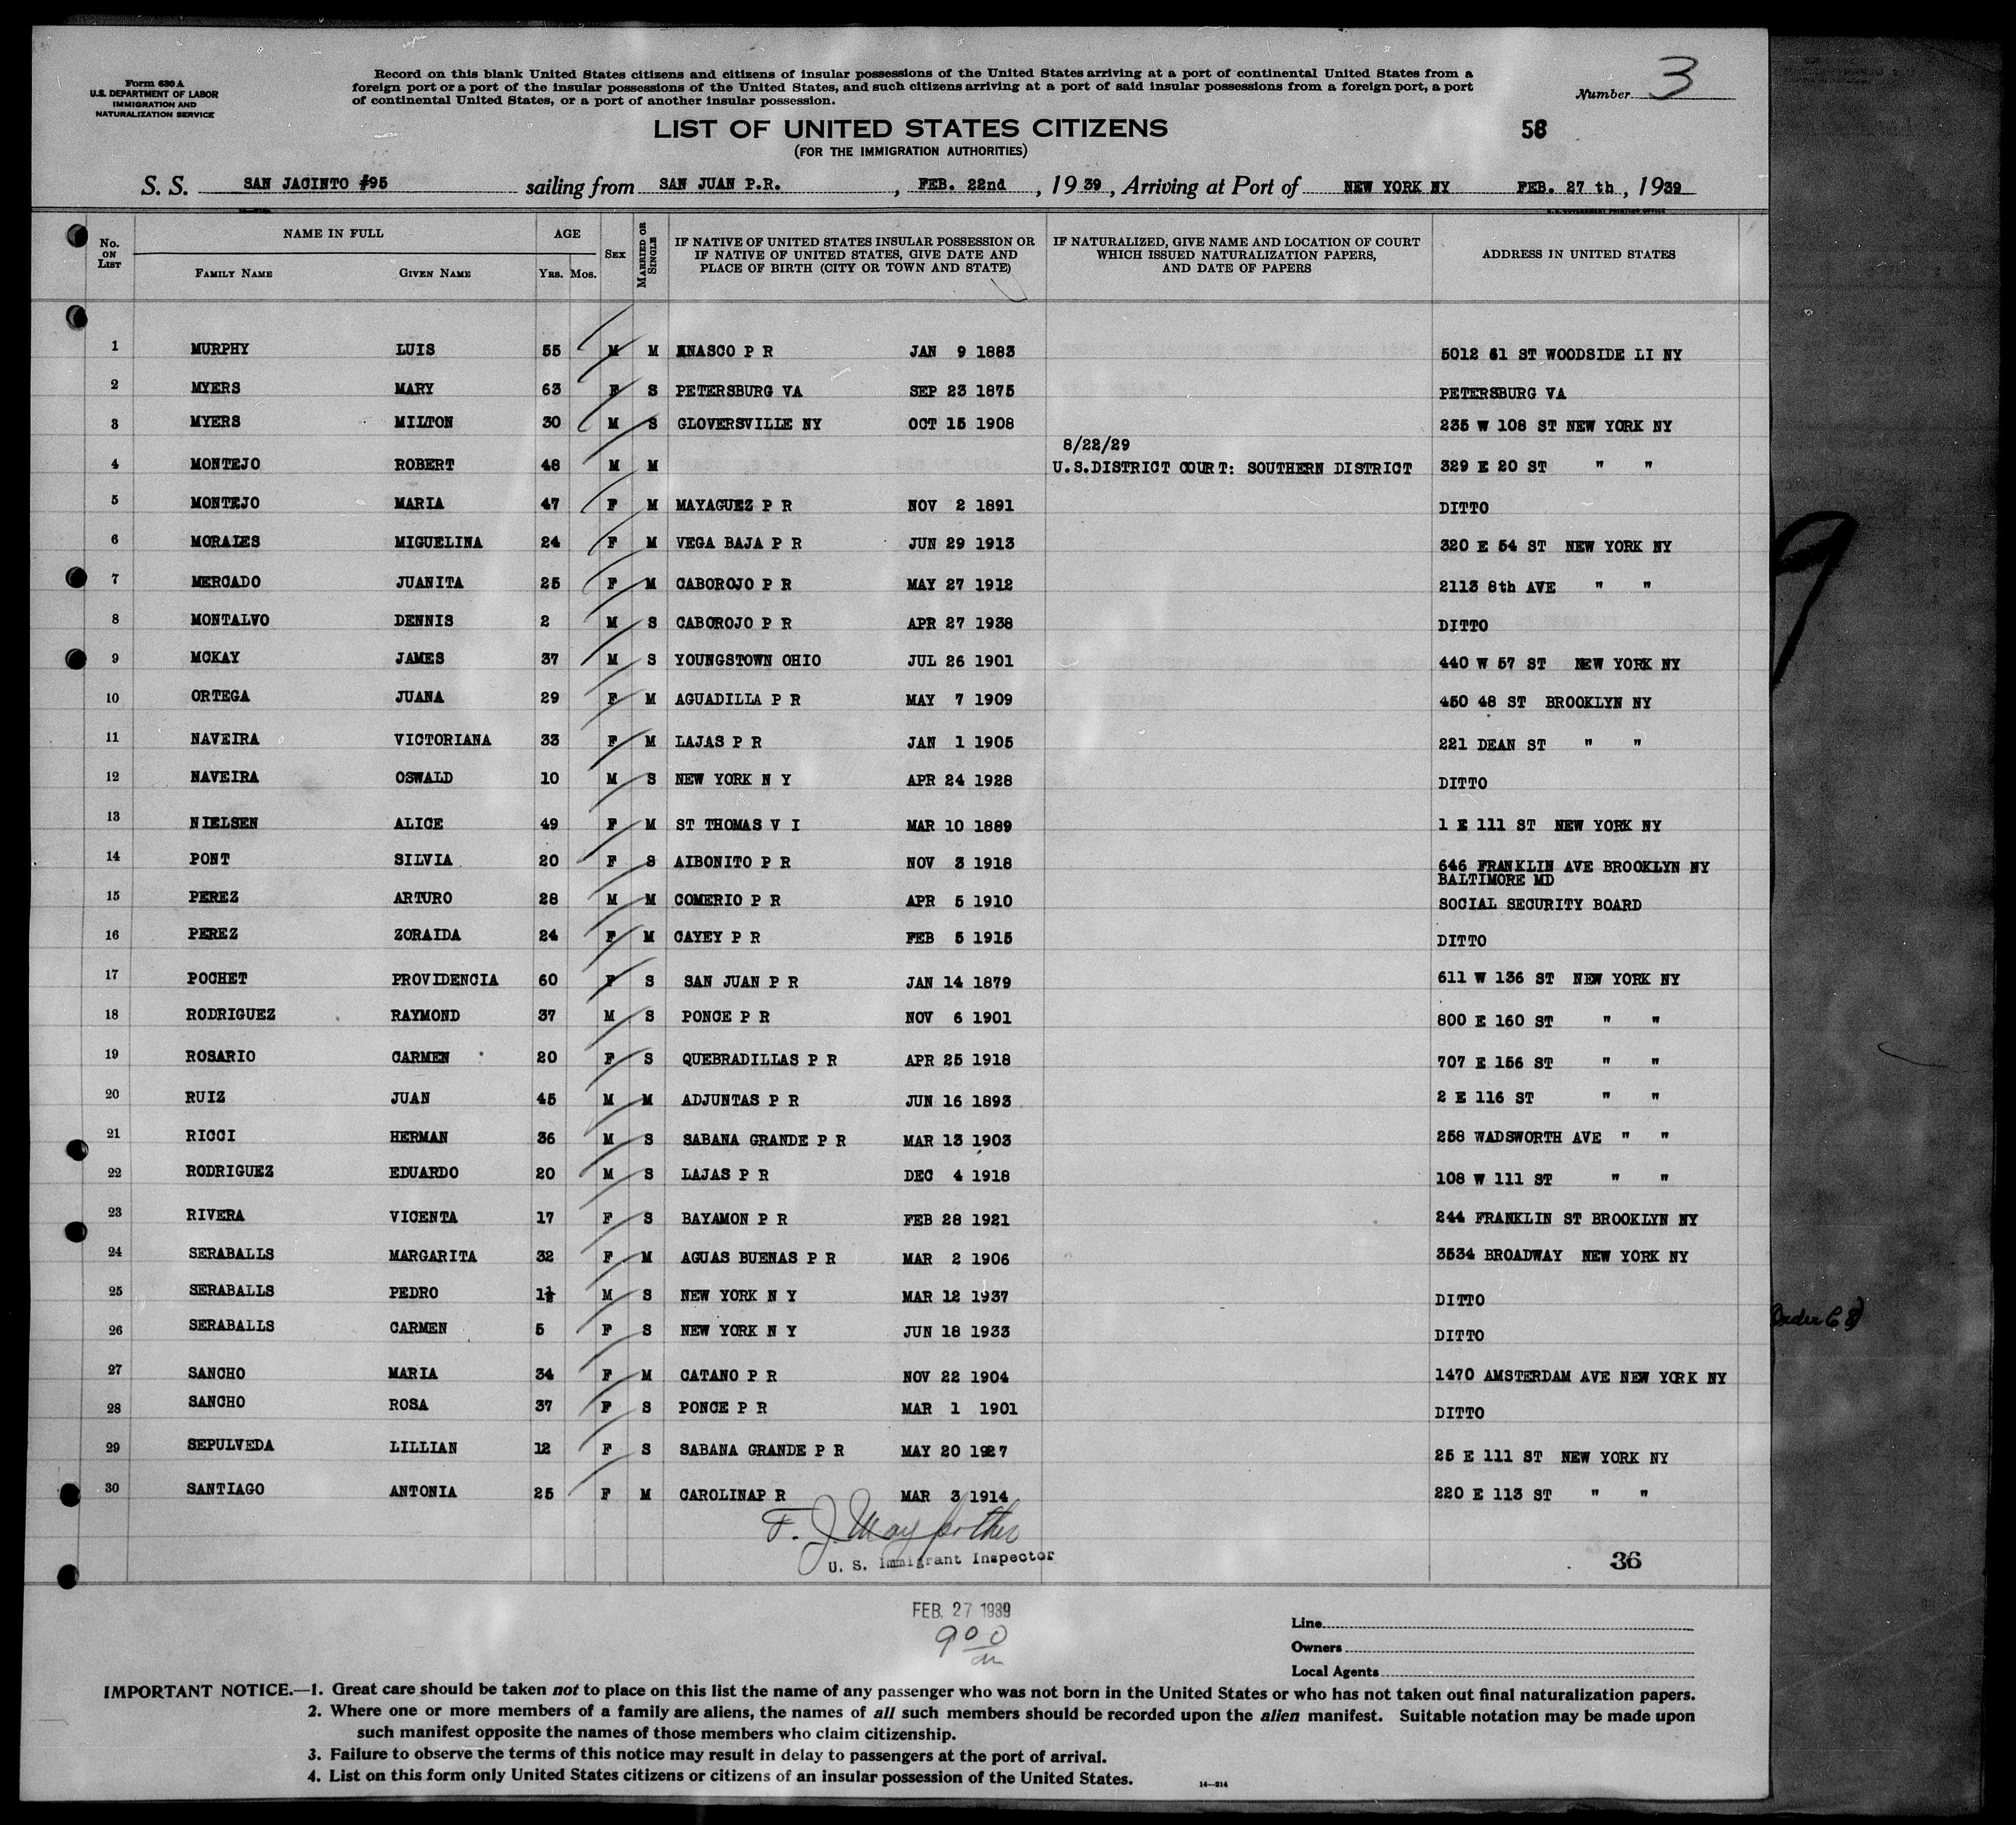 Form 630 A
U.S. DEPARTMENT OF LABOR
IMMIGRATION AND
NATURALIZATION SERVICE
Record on this blank United States citizens and citizens of insular possessions of the United States arriving at a port of continental United States from a
foreign port or a port of the insular possessions of the United States, and such citizens arriving at a port of said insular possessions from a foreign port, a port
of continental United States, or a port of another insular possession.
Number 3
LIST OF UNITED STATES CITIZENS
(FOR THE IMMIGRATION AUTHORITIES)
58
S. S. SAN JACINTO #95 sailing from SAN JUAN P.R. , FEB. 22nd , 19 39 , Arriving at Port of NEW YORK NY FEB. 27 th , 1939
No. ON LIST NAME IN FULL FAMILY NAME GIVEN NAME AGE YRS. MOS. SEX MARRIED OR SINGLE IF NATIVE OF UNITED STATES INSULAR POSSESSION OR IF NATIVE OF UNITED STATES, GIVE DATE AND PLACE OF BIRTH (CITY OR TOWN AND STATE) IF NATURALIZED, GIVE NAME AND LOCATION OF COURT WHICH ISSUED NATURALIZATION PAPERS, AND DATE OF PAPERS ADDRESS IN UNITED STATES
1 MURPHY LUIS 55 M M ANASCO P R JAN 9 1883 5012 61 ST WOODSIDE LI NY
2 MYERS MARY 63 F S PETERSBURG VA SEP 23 1875 PETERSBURG VA
3 MYERS MILTON 30 M S GLOVERSVILLE NY OCT 15 1908 235 W 108 ST NEW YORK NY
8/22/29
4 MONTEJO ROBERT 48 M M U.S.DISTRICT COURT: SOUTHERN DISTRICT 329 E 20 ST " "
5 MONTEJO MARIA 47 F M MAYAGUEZ P R NOV 2 1891 DITTO
6 MORALES MIGUELINA 24 F M VEGA BAJA P R JUN 29 1913 320 E 54 ST NEW YORK NY
7 MERCADO JUANITA 25 F M CABOROJO P R MAY 27 1912 2113 8th AVE " "
8 MONTALVO DENNIS 2 M S CABOROJO P R APR 27 1938 DITTO
9 MCKAY JAMES 37 M S YOUNGSTOWN OHIO JUL 26 1901 440 W 57 ST NEW YORK NY
10 ORTEGA JUANA 29 F M AGUADILLA P R MAY 7 1909 450 48 ST BROOKLYN NY
11 NAVEIRA VICTORIANA 33 F M LAJAS P R JAN 1 1905 221 DEAN ST " "
12 NAVEIRA OSWALD 10 M S NEW YORK N Y APR 24 1928 DITTO
13 NIELSEN ALICE 49 F M ST THOMAS V I MAR 10 1889 1 E 111 ST NEW YORK NY
14 PONT SILVIA 20 F S AIBONITO P R NOV 3 1918 646 FRANKLIN AVE BROOKLYN NY
BALTIMORE MD
15 PEREZ ARTURO 28 M M COMERIO P R APR 5 1910 SOCIAL SECURITY BOARD
16 PEREZ ZORAIDA 24 F M CAYEY P R FEB 5 1915 DITTO
17 POCHET PROVIDENCIA 60 F S SAN JUAN P R JAN 14 1879 611 W 136 ST NEW YORK NY
18 RODRIGUEZ RAYMOND 37 M S PONCE P R NOV 6 1901 800 E 160 ST " "
19 ROSARIO CARMEN 20 F S QUEBRADILLAS P R APR 25 1918 707 E 156 ST " "
20 RUIZ JUAN 45 M M ADJUNTAS P R JUN 16 1893 2 E 116 ST " "
21 RICCI HERMAN 36 M S SABANA GRANDE P R MAR 13 1903 258 WADSWORTH AVE " "
22 RODRIGUEZ EDUARDO 20 M S LAJAS P R DEC 4 1918 108 W 111 ST " "
23 RIVERA VICENTA 17 F S BAYAMON P R FEB 28 1921 244 FRANKLIN ST BROOKLYN NY
24 SERABALLS MARGARITA 32 F M AGUAS BUENAS P R MAR 2 1906 3534 BROADWAY NEW YORK NY
25 SERABALLS PEDRO 1½ M S NEW YORK N Y MAR 12 1937 DITTO
26 SERABALLS CARMEN 5 F S NEW YORK N Y JUN 18 1933 DITTO
27 SANCHO MARIA 34 F M CATANO P R NOV 22 1904 1470 AMSTERDAM AVE NEW YORK NY
28 SANCHO ROSA 37 F S PONCE P R MAR 1 1901 DITTO
29 SEPULVEDA LILLIAN 12 F S SABANA GRANDE P R MAY 20 1927 25 E 111 ST NEW YORK NY
30 SANTIAGO ANTONIA 25 F M CAROLINAP R MAR 3 1914 220 E 113 ST " "
F. J.
U. S. Immigrant Inspector
36
FEB. 27 1939
9 00
Line
Owners
Local Agents
IMPORTANT NOTICE.—1. Great care should be taken not to place on this list the name of any passenger who was not born in the United States or who has not taken out final naturalization papers.
2. Where one or more members of a family are aliens, the names of all such members should be recorded upon the alien manifest. Suitable notation may be made upon
such manifest opposite the names of those members who claim citizenship.
3. Failure to observe the terms of this notice may result in delay to passengers at the port of arrival.
4. List on this form only United States citizens or citizens of an insular possession of the United States.
14—214